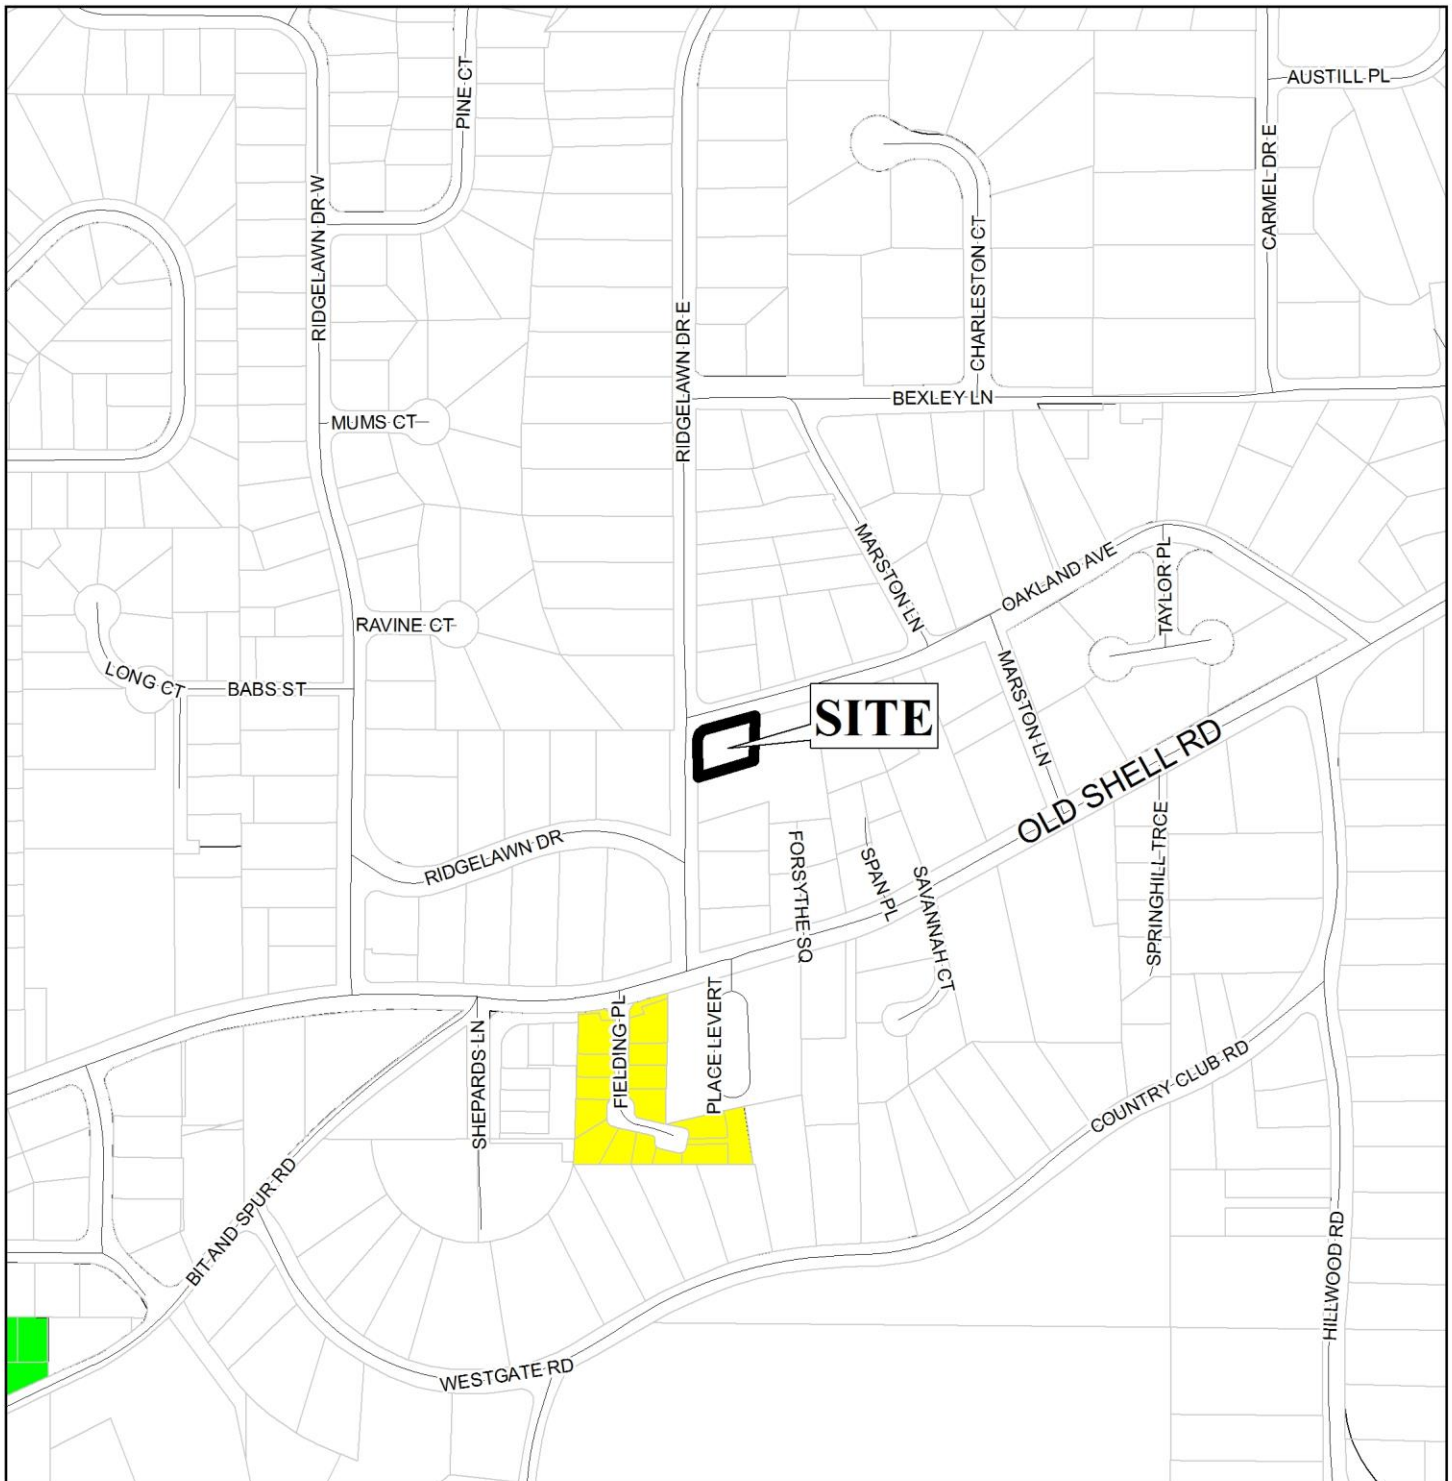 AUSTILL PL
PINE CT
CARMEL DR E
RIDGELAWN DR W
CHARLESTON CT
RIDGELAWN DR E
BEXLEY LN
MUMS CT
MARSTON LN
OAKLAND AVE
TAYLOR PL
RAVINE CT
LONG CT
BABS ST
MARSTON LN
SITE
OLD SHELL RD
RIDGELAWN DR
FORSYTHE SQ
SPAN PL
SAVANNAH CT
SPRINGHILL TRCE
FIELDING PL
PLACE LEVERT
SHEPARDS LN
COUNTRY CLUB RD
BIT AND SPUR RD
HILLWOOD RD
WESTGATE RD